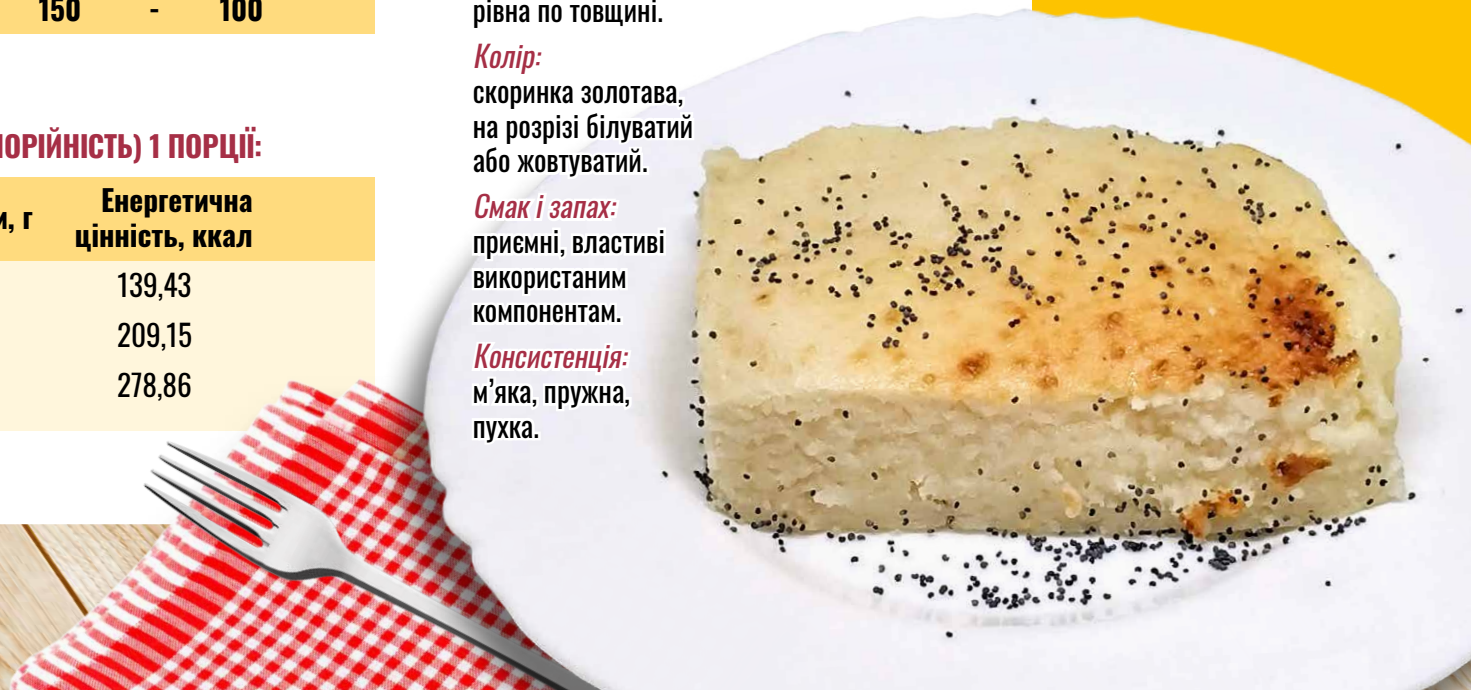 150 - 100
ЛОРІЙНІСТЬ) 1 ПОРЦІЇ:
и, г
Енергетична
цінність, ккал
139,43
209,15
278,86
рівна по товщині.
Колір:
скоринка золотава,
на розрізі білуватий
або жовтуватий.
Смак і запах:
приємні, властиві
використаним
компонентам.
Консистенція:
м’яка, пружна,
пухка.